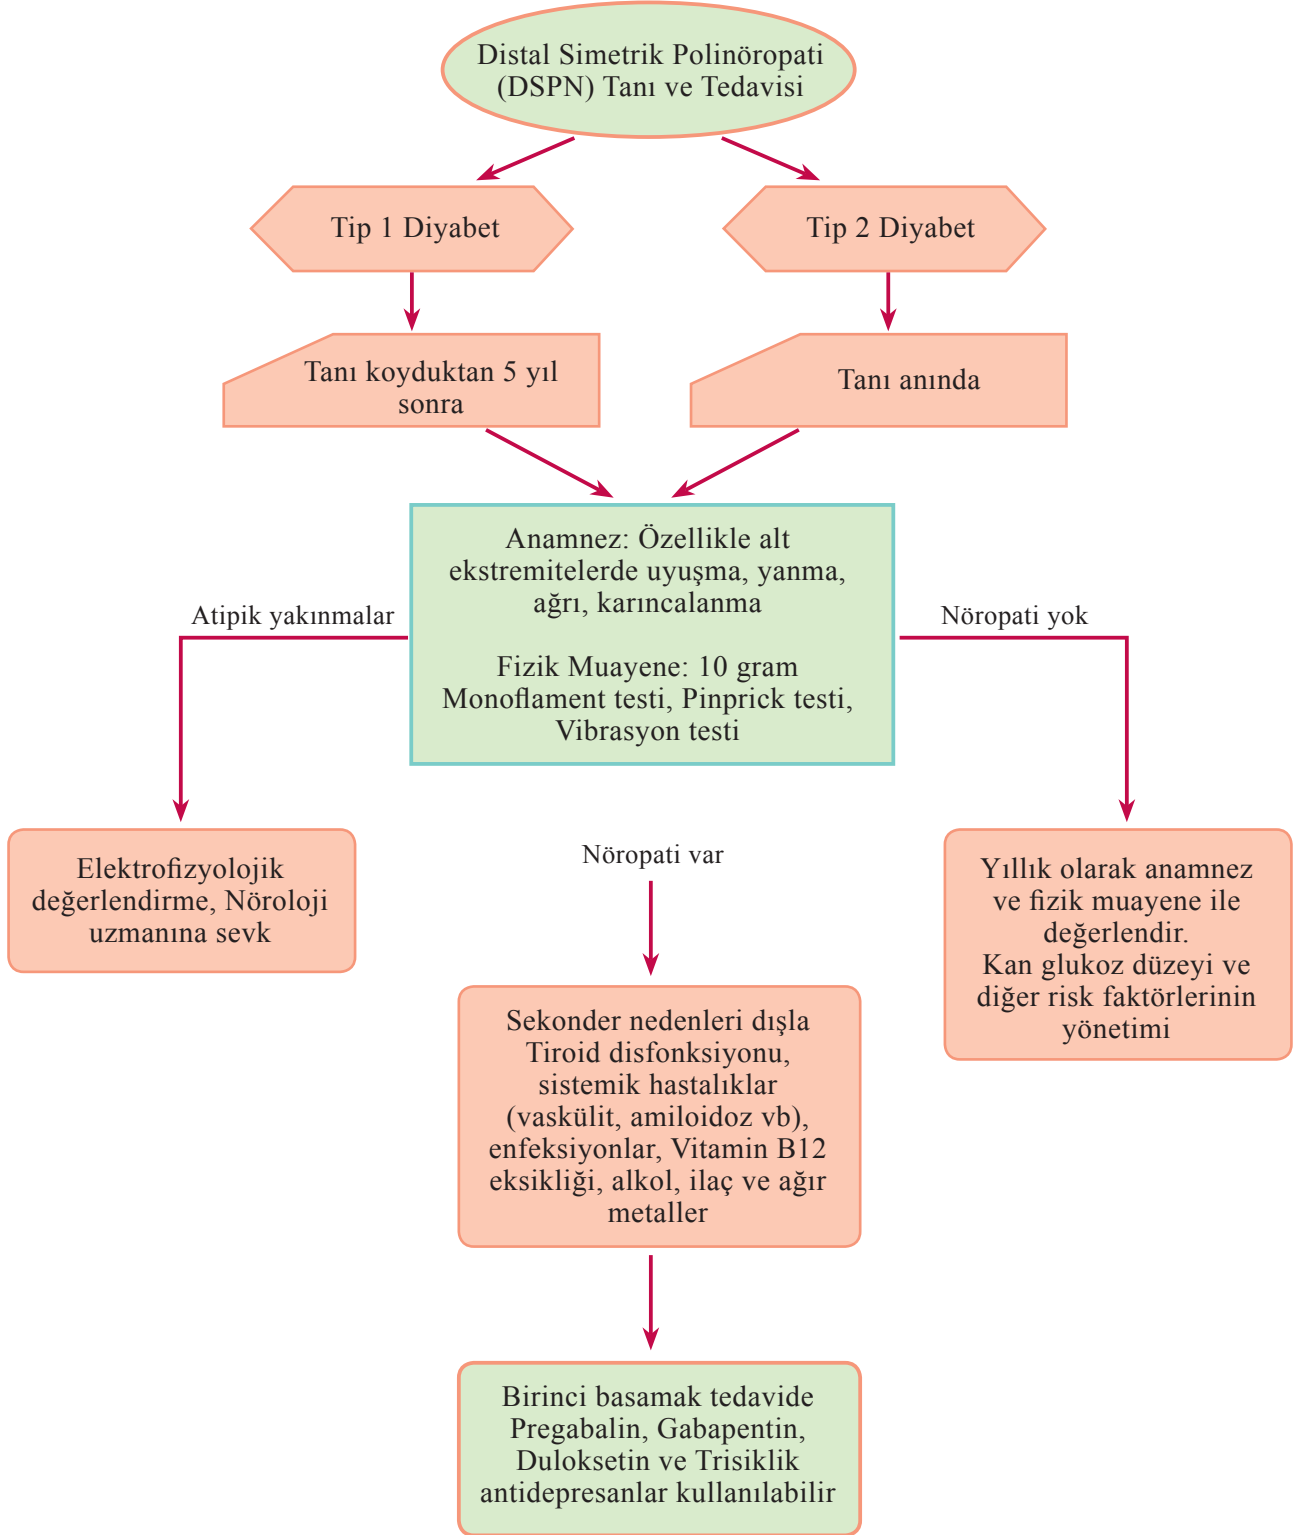 Distal Simetrik Polinöropati
(DSPN) Tanı ve Tedavisi
Tip 1 Diyabet
Tip 2 Diyabet
Tanı koyduktan 5 yıl
sonra
Tanı anında
Anamnez: Özellikle alt
ekstremitelerde uyuşma, yanma,
ağrı, karıncalanma
Fizik Muayene: 10 gram
Monoflament testi, Pinprick testi,
Vibrasyon testi
Atipik yakınmalar
Nöropati yok
Elektrofizyolojik
değerlendirme, Nöroloji
uzmanına sevk
Nöropati var
Yıllık olarak anamnez
ve fizik muayene ile
değerlendir.
Kan glukoz düzeyi ve
diğer risk faktörlerinin
yönetimi
Sekonder nedenleri dışla
Tiroid disfonksiyonu,
sistemik hastalıklar
(vaskülit, amiloidoz vb),
enfeksiyonlar, Vitamin B12
eksikliği, alkol, ilaç ve ağır
metaller
Birinci basamak tedavide
Pregabalin, Gabapentin,
Duloksetin ve Trisiklik
antidepresanlar kullanılabilir